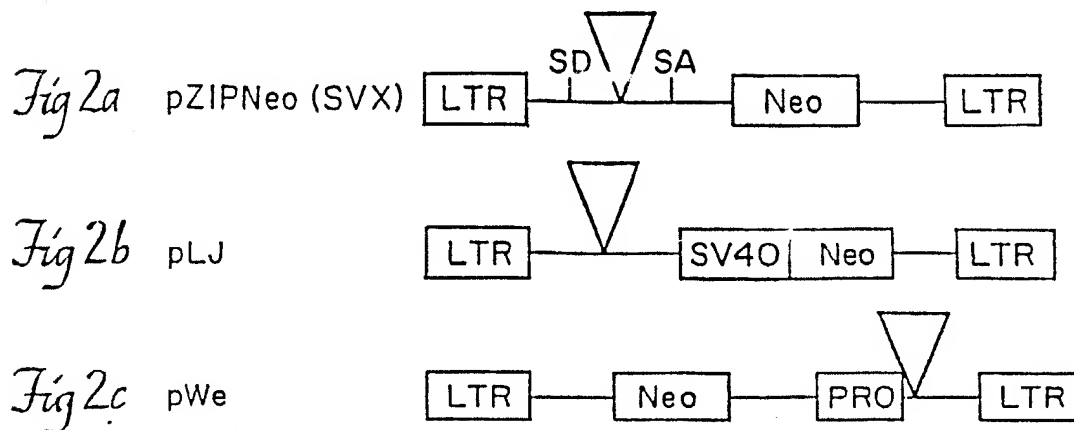 SD SA
Fig 2a pZIPNeo (SVX) LTR Neo LTR
Fig 2b pLJ LTR SV40 Neo LTR
Fig 2c pWe LTR Neo PRO LTR